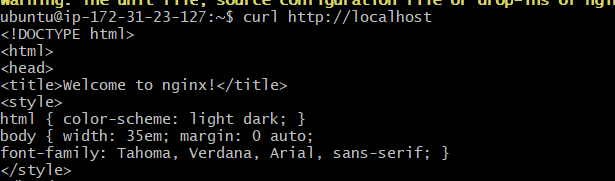 Warning: The unit file, source configuration file or drop-ins of ngin
ubuntu@ip-172-31-23-127:~$ curl http://localhost
<!DOCTYPE html>
<html>
<head>
<title>Welcome to nginx!</title>
<style>
html { color-scheme: light dark; }
body { width: 35em; margin: 0 auto;
font-family: Tahoma, Verdana, Arial, sans-serif; }
</style>